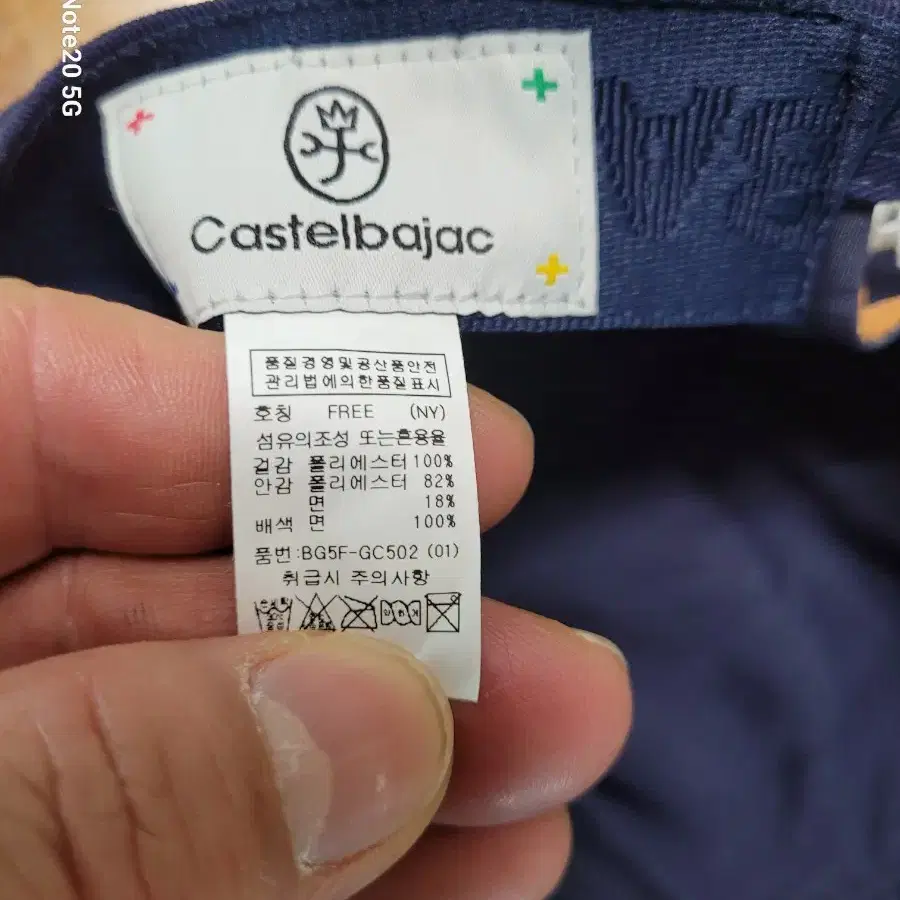 Note20 5G
Castelbajac
품질경영및공산품안전
관리법에의한품질표시
호칭 FREE (NY)
섬유의조성 또는혼용율
겉감 폴리에스터 100%
안감 폴리에스터 82%
면 18%
배색 면 100%
품번:BG5F-GC502 (01)
취급시 주의사항